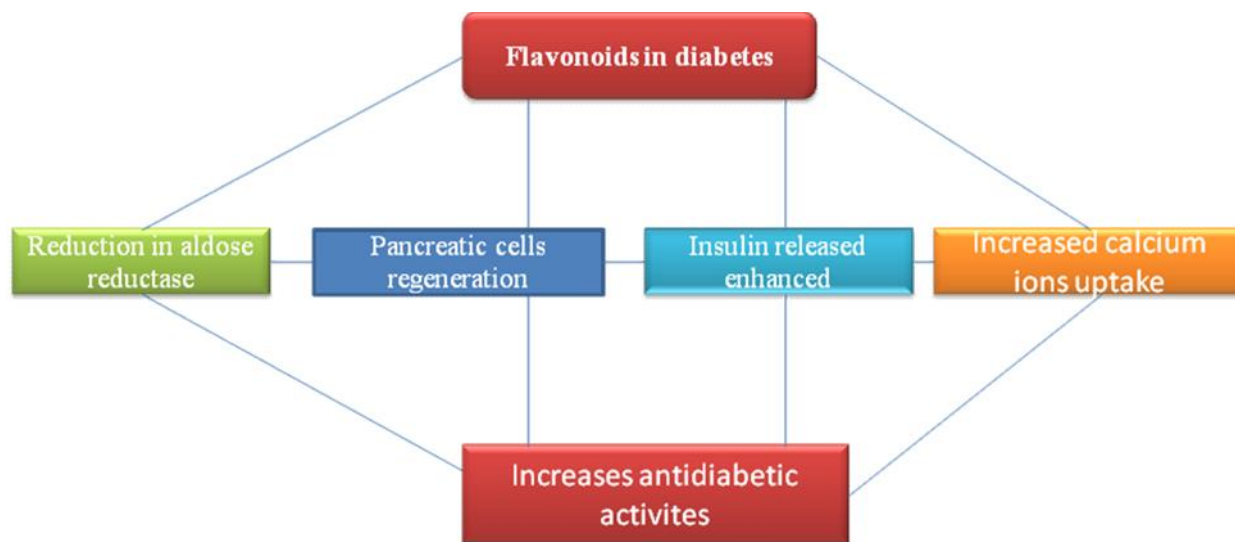 Flavonoids in diabetes
Reduction in aldose
reductase
Pancreatic cells
regeneration
Insulin released
enhanced
Increased calcium
ions uptake
Increases antidiabetic
activites